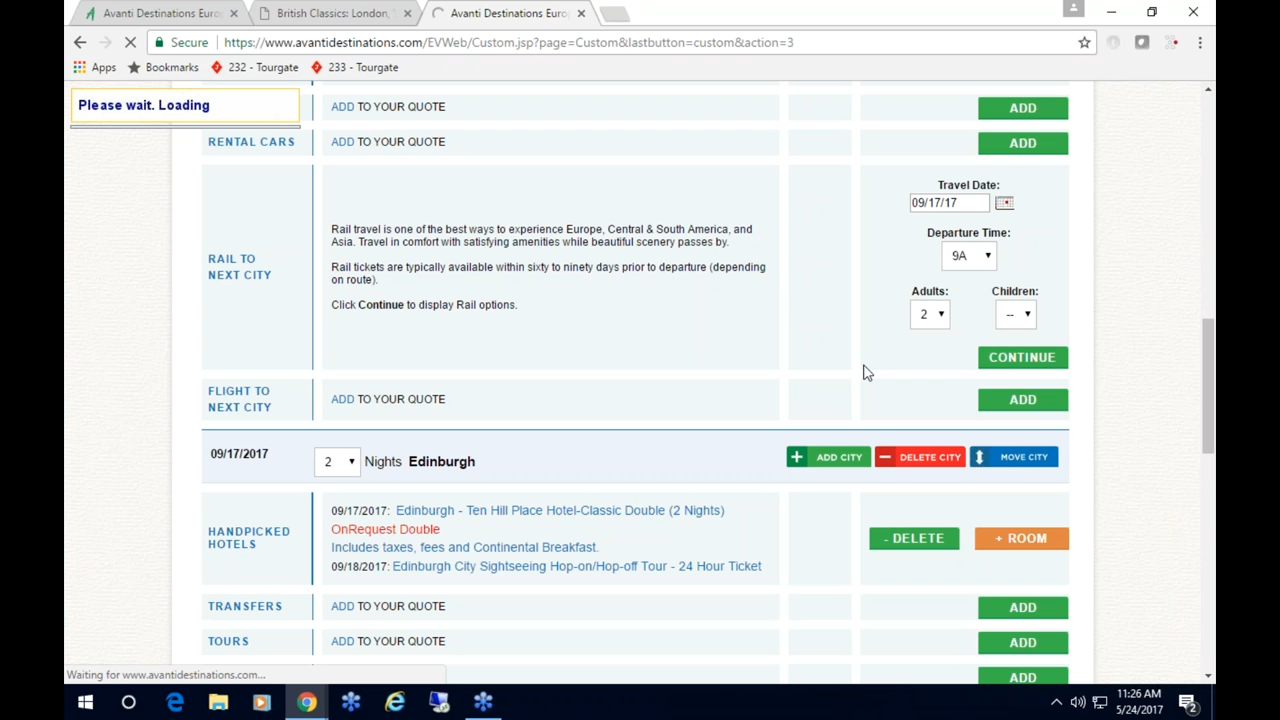 Avanti Destinations Euro
British Classics: London,
Avanti Destinations Euro
Secure https://www.avantidestinations.com/EVWeb/Custom.jsp?page=Custom&lastbutton=custom&action=3
Apps Bookmarks 232 - Tourgate 233 - Tourgate
Please wait. Loading
ADD TO YOUR QUOTE ADD
RENTAL CARS ADD TO YOUR QUOTE ADD
RAIL TO
NEXT CITY
Rail travel is one of the best ways to experience Europe, Central & South America, and
Asia. Travel in comfort with satisfying amenities while beautiful scenery passes by.
Rail tickets are typically available within sixty to ninety days prior to departure (depending
on route).
Click Continue to display Rail options.
Travel Date:
09/17/17
Departure Time:
9A
Adults: Children:
2 --
CONTINUE
FLIGHT TO
NEXT CITY
ADD TO YOUR QUOTE ADD
09/17/2017 2 Nights Edinburgh + ADD CITY - DELETE CITY MOVE CITY
HANDPICKED
HOTELS
09/17/2017: Edinburgh - Ten Hill Place Hotel-Classic Double (2 Nights)
OnRequest Double
Includes taxes, fees and Continental Breakfast.
09/18/2017: Edinburgh City Sightseeing Hop-on/Hop-off Tour - 24 Hour Ticket
- DELETE + ROOM
TRANSFERS ADD TO YOUR QUOTE ADD
TOURS ADD TO YOUR QUOTE ADD
ADD
Waiting for www.avantidestinations.com...
11:26 AM
5/24/2017
2